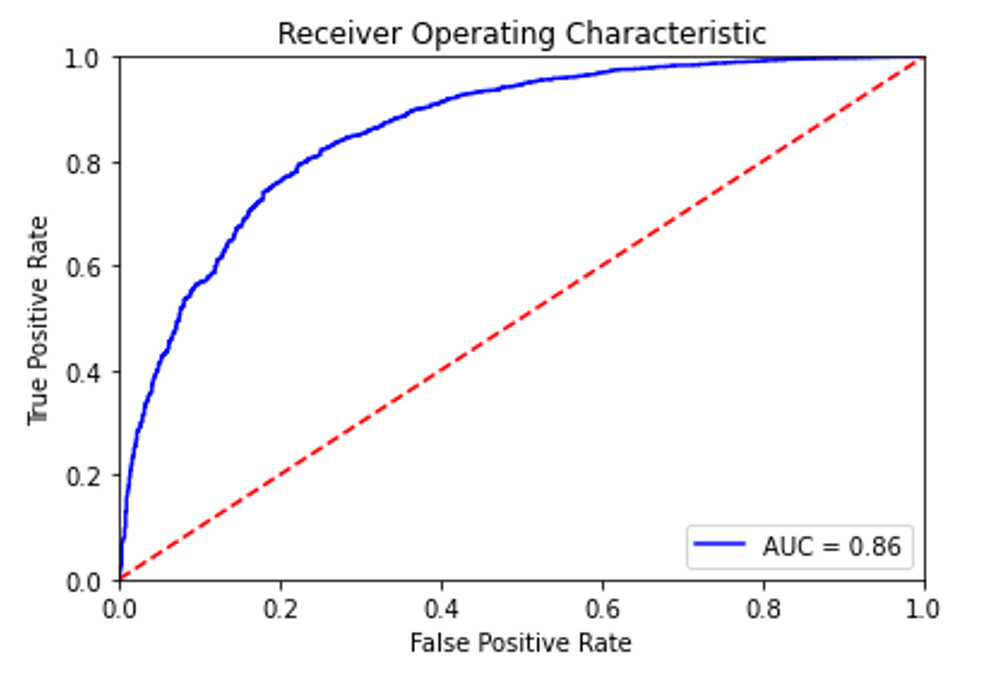 Receiver Operating Characteristic
1.0
0.8
0.6
0.4
0.2
0.0
True Positive Rate
AUC = 0.86
0.0 0.2 0.4 0.6 0.8 1.0
False Positive Rate